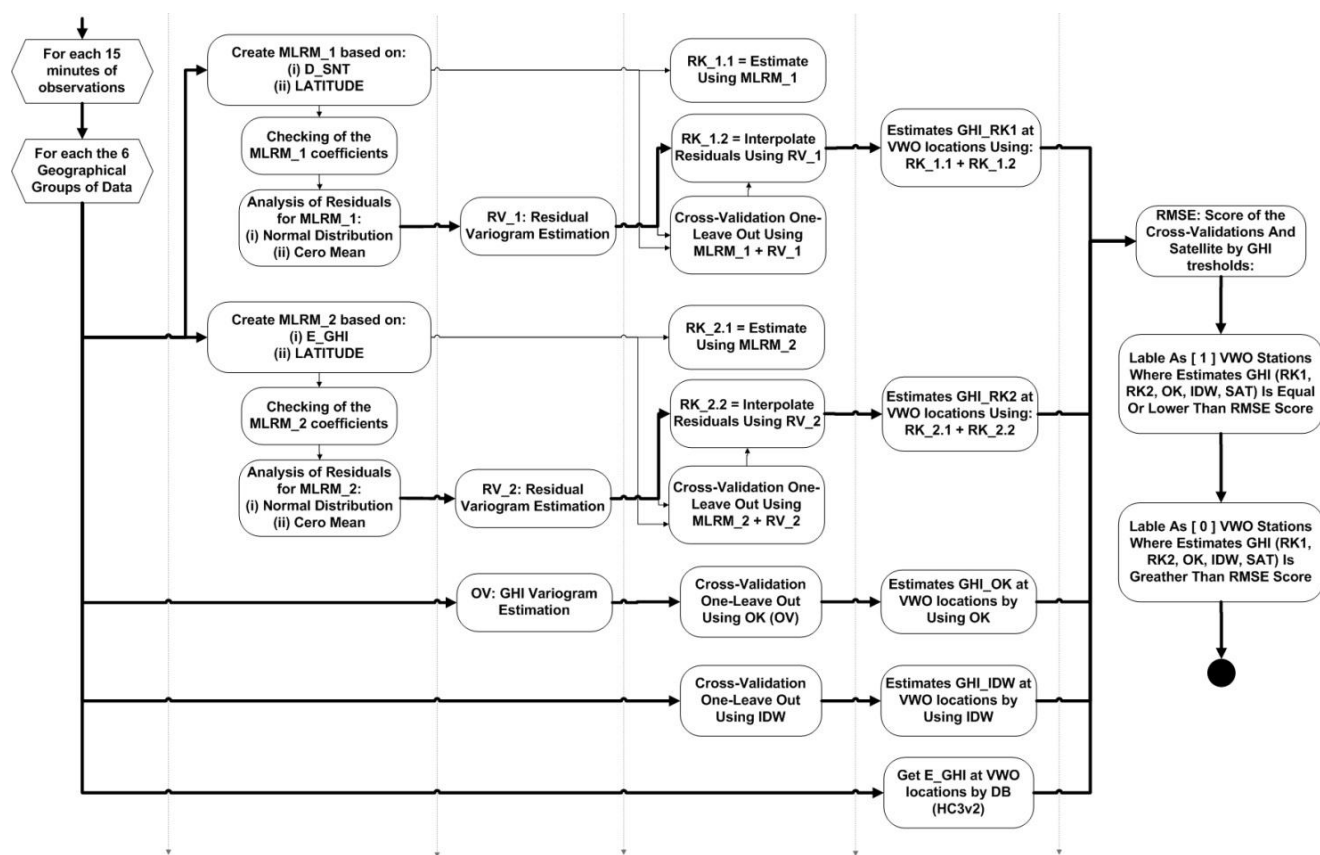 For each 15
minutes of
observations
For each the 6
Geographical
Groups of Data
Create MLRM_1 based on:
(i) D_SNT
(ii) LATITUDE
Checking of the
MLRM_1 coefficients
Analysis of Residuals
for MLRM_1:
(i) Normal Distribution
(ii) Cero Mean
RV_1: Residual
Variogram Estimation
RK_1.1 = Estimate
Using MLRM_1
RK_1.2 = Interpolate
Residuals Using RV_1
Cross-Validation One-
Leave Out Using
MLRM_1 + RV_1
Estimates GHI_RK1 at
VWO locations Using:
RK_1.1 + RK_1.2
Create MLRM_2 based on:
(i) E_GHI
(ii) LATITUDE
Checking of the
MLRM_2 coefficients
Analysis of Residuals
for MLRM_2:
(i) Normal Distribution
(ii) Cero Mean
RV_2: Residual
Variogram Estimation
RK_2.1 = Estimate
Using MLRM_2
RK_2.2 = Interpolate
Residuals Using RV_2
Cross-Validation One-
Leave Out Using
MLRM_2 + RV_2
Estimates GHI_RK2 at
VWO locations Using:
RK_2.1 + RK_2.2
OV: GHI Variogram
Estimation
Cross-Validation
One-Leave Out
Using OK (OV)
Estimates GHI_OK at
VWO locations by
Using OK
Cross-Validation
One-Leave Out
Using IDW
Estimates GHI_IDW at
VWO locations by
Using IDW
Get E_GHI at VWO
locations by DB
(HC3v2)
RMSE: Score of the
Cross-Validations And
Satellite by GHI
tresholds:
Lable As [ 1 ] VWO Stations
Where Estimates GHI (RK1,
RK2, OK, IDW, SAT) Is Equal
Or Lower Than RMSE Score
Lable As [ 0 ] VWO Stations
Where Estimates GHI (RK1,
RK2, OK, IDW, SAT) Is
Greather Than RMSE Score